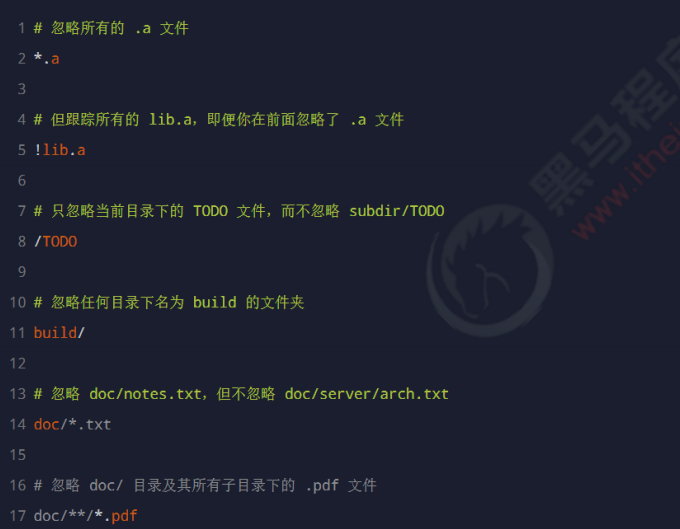 1 # 忽略所有的 .a 文件
2 *.a
3
4 # 但跟踪所有的 lib.a，即便你在前面忽略了 .a 文件
5 !lib.a
6
7 # 只忽略当前目录下的 TODO 文件，而不忽略 subdir/TODO
8 /TODO
9
10 # 忽略任何目录下名为 build 的文件夹
11 build/
12
13 # 忽略 doc/notes.txt，但不忽略 doc/server/arch.txt
14 doc/*.txt
15
16 # 忽略 doc/ 目录及其所有子目录下的 .pdf 文件
17 doc/**/*.pdf
黑马程序
www.ithei